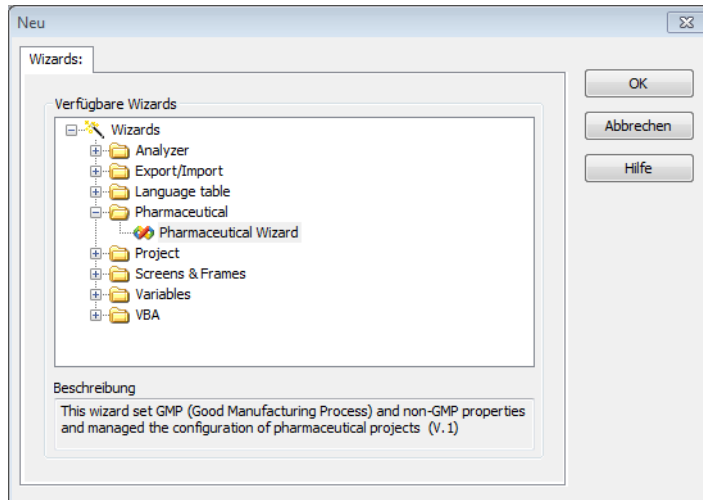 Neu
Wizards:
OK
Abbrechen
Hilfe
Verfügbare Wizards
Wizards
Analyzer
Export/Import
Language table
Pharmaceutical
Pharmaceutical Wizard
Project
Screens & Frames
Variables
VBA
Beschreibung
This wizard set GMP (Good Manufacturing Process) and non-GMP properties
and managed the configuration of pharmaceutical projects (V.1)